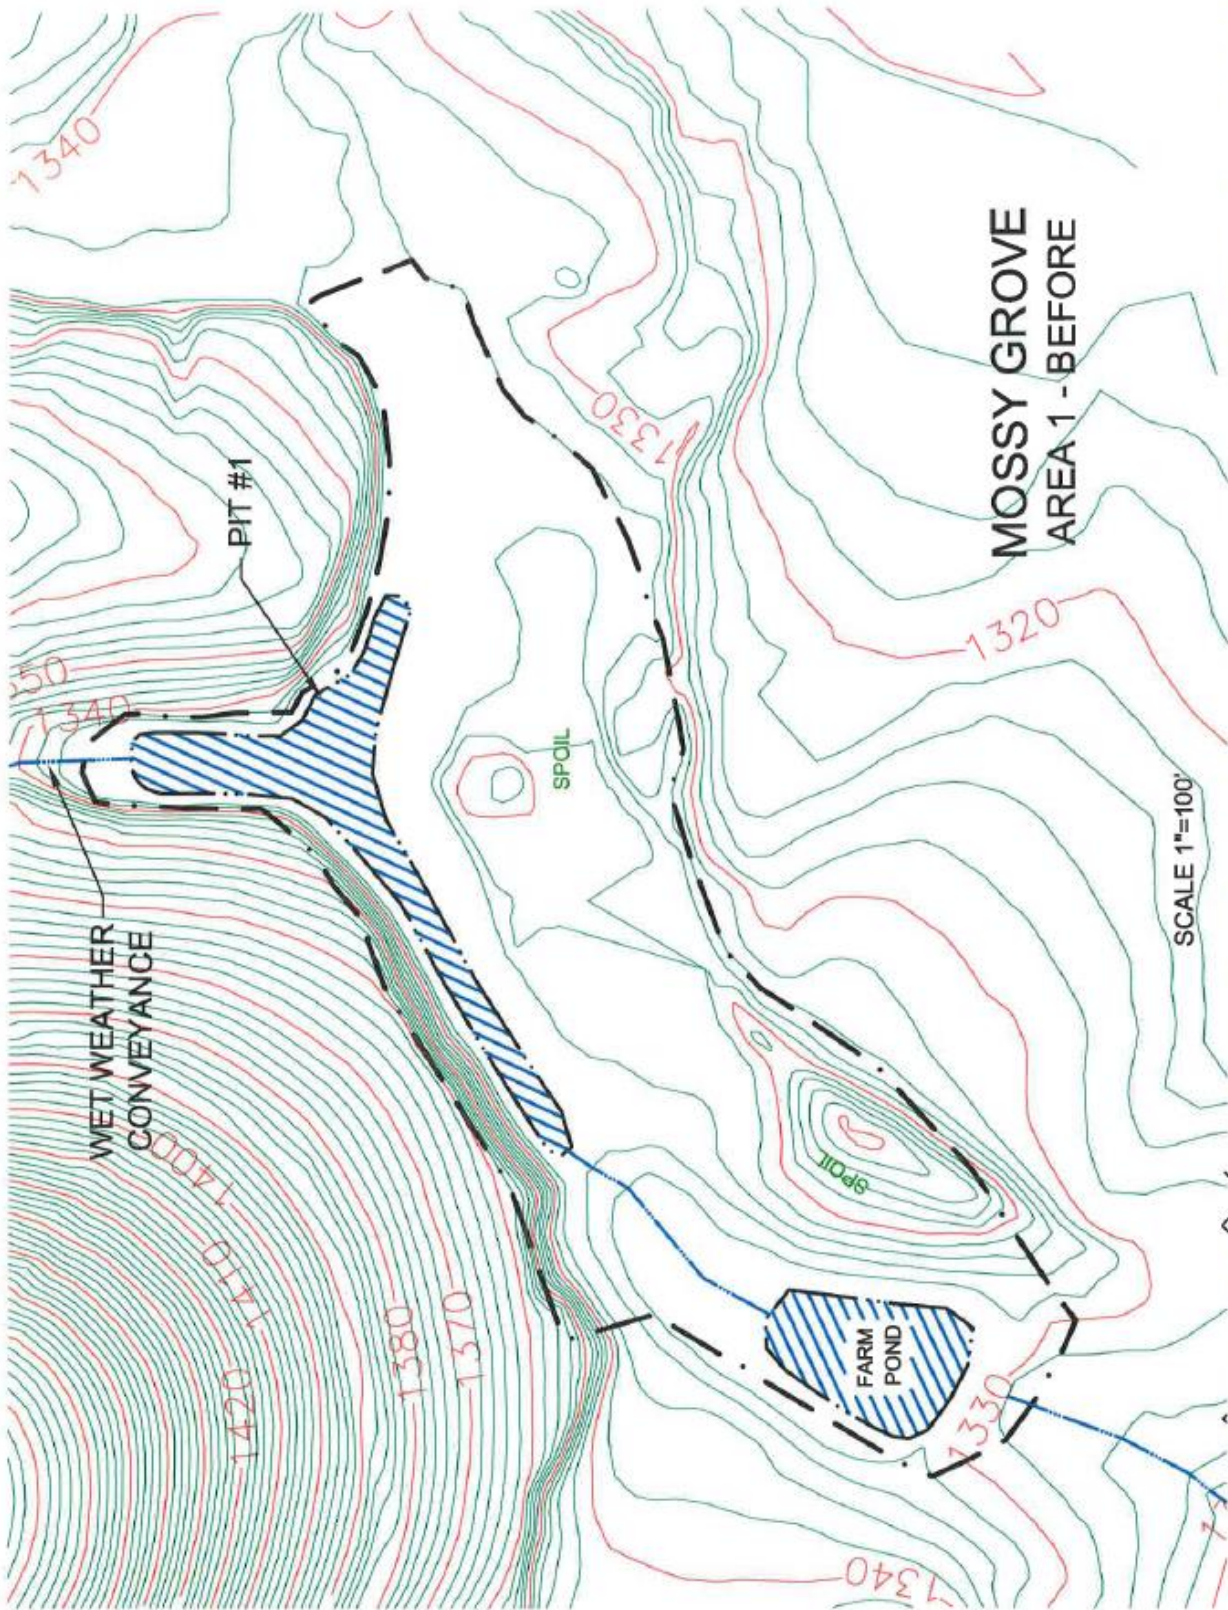 1340
PIT #1
1340
WET WEATHER
CONVEYANCE
1400
1410
1420
1380
1370
SPOIL
1330
MOSSY GROVE
AREA 1 - BEFORE
1320
SCALE 1"=100'
SPOIL
FARM
POND
1330
1340